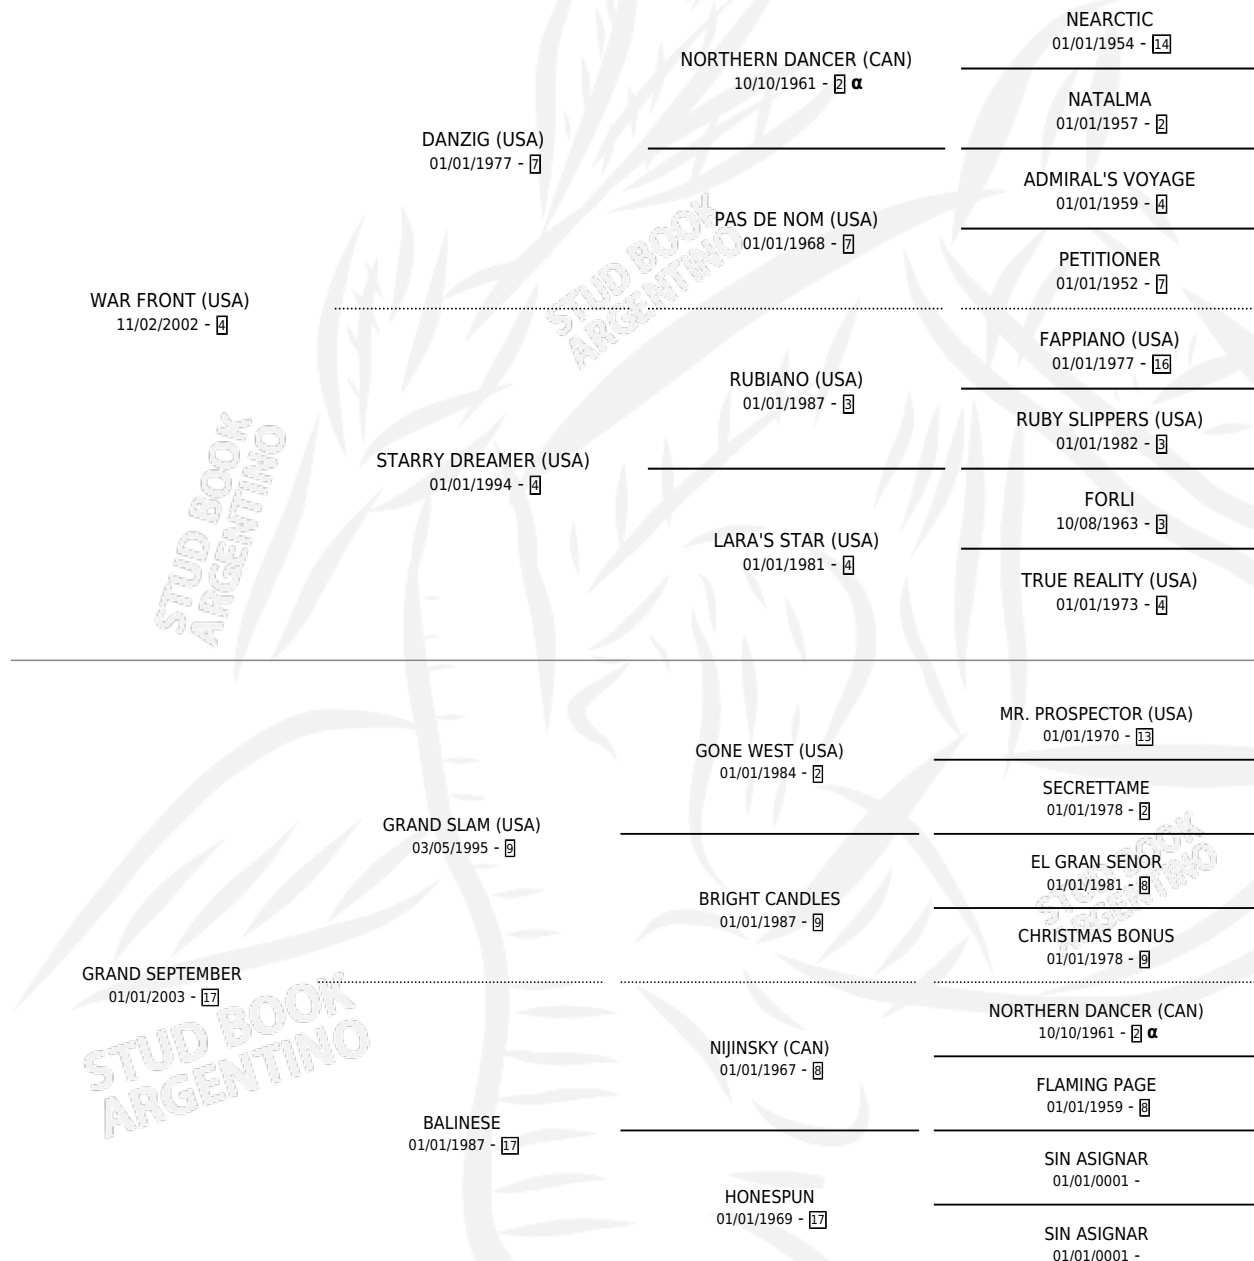 NEARCTIC
01/01/1954 - 14
NORTHERN DANCER (CAN)
10/10/1961 - 2 α
NATALMA
01/01/1957 - 2
DANZIG (USA)
01/01/1977 - 7
ADMIRAL'S VOYAGE
01/01/1959 - 4
PAS DE NOM (USA)
01/01/1968 - 7
PETITIONER
01/01/1952 - 7
WAR FRONT (USA)
11/02/2002 - 4
STUD BOOK
ARGENTINO
FAPPIANO (USA)
01/01/1977 - 16
RUBIANO (USA)
01/01/1987 - 3
RUBY SLIPPERS (USA)
01/01/1982 - 3
STARRY DREAMER (USA)
01/01/1994 - 4
FORLI
10/08/1963 - 3
LARA'S STAR (USA)
01/01/1981 - 4
TRUE REALITY (USA)
01/01/1973 - 4
STUD BOOK
ARGENTINO
MR. PROSPECTOR (USA)
01/01/1970 - 13
GONE WEST (USA)
01/01/1984 - 2
SECRETTAME
01/01/1978 - 2
GRAND SLAM (USA)
03/05/1995 - 9
EL GRAN SENOR
01/01/1981 - 8
STUD BOOK
ARGENTINO
BRIGHT CANDLES
01/01/1987 - 9
CHRISTMAS BONUS
01/01/1978 - 9
GRAND SEPTEMBER
01/01/2003 - 17
STUD BOOK
ARGENTINO
NORTHERN DANCER (CAN)
10/10/1961 - 2 α
NIJINSKY (CAN)
01/01/1967 - 8
FLAMING PAGE
01/01/1959 - 8
BALINESE
01/01/1987 - 17
SIN ASIGNAR
01/01/0001 -
HONESPUN
01/01/1969 - 17
SIN ASIGNAR
01/01/0001 -